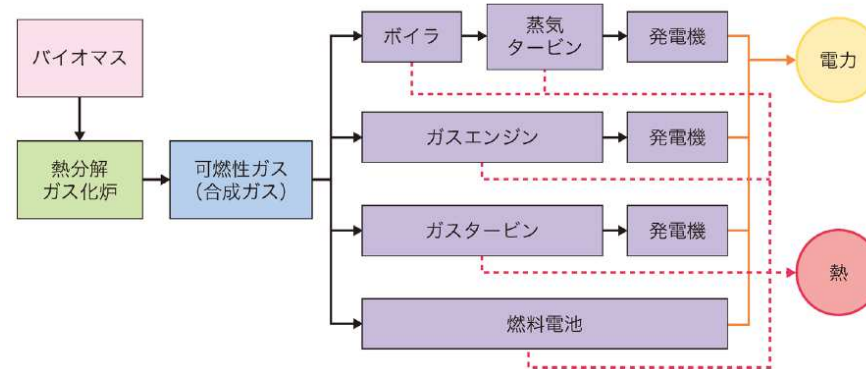 バイオマス
熱分解
ガス化炉
可燃性ガス
(合成ガス)
ボイラ
蒸気
タービン
発電機
ガスエンジン
発電機
ガスタービン
発電機
燃料電池
電力
熱